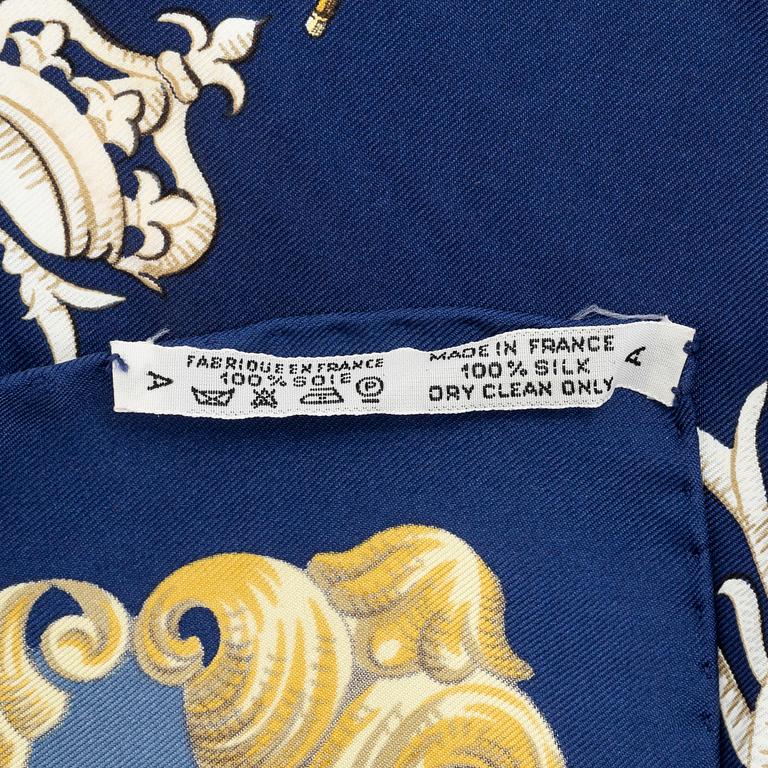 A
FABRIQUE EN FRANCE
100% SOIE
P
MADE IN FRANCE
100% SILK
DRY CLEAN ONLY
A